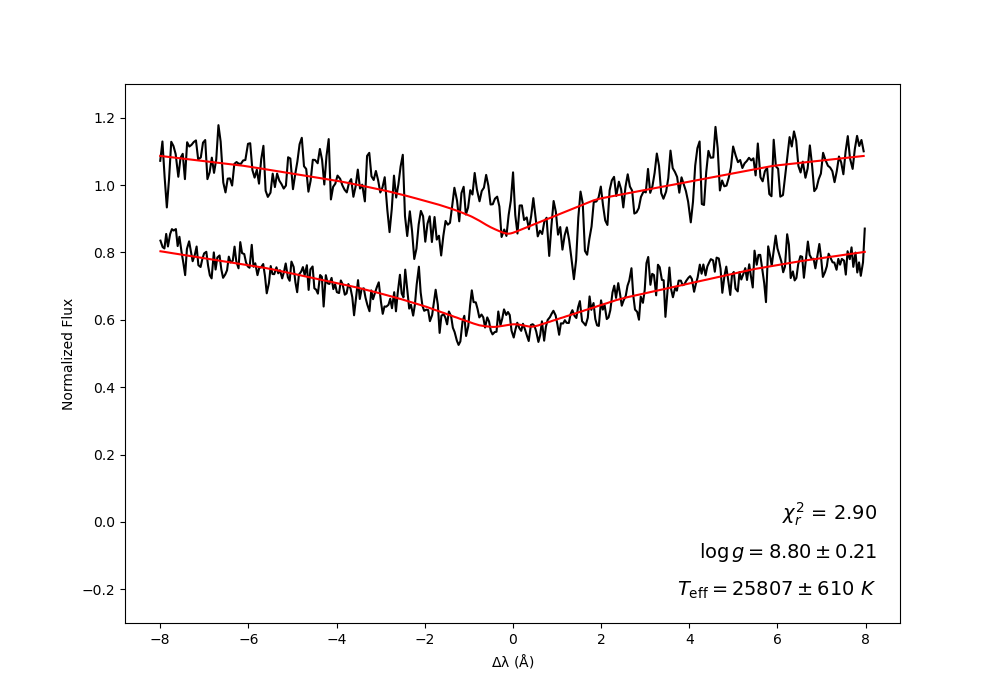 1.2
1.0
0.8
0.6
0.4
0.2
0.0
−0.2
Normalized Flux
χ²ᵣ = 2.90
log g = 8.80 ± 0.21
T_eff = 25807 ± 610 K
−8 −6 −4 −2 0 2 4 6 8
Δλ (Å)